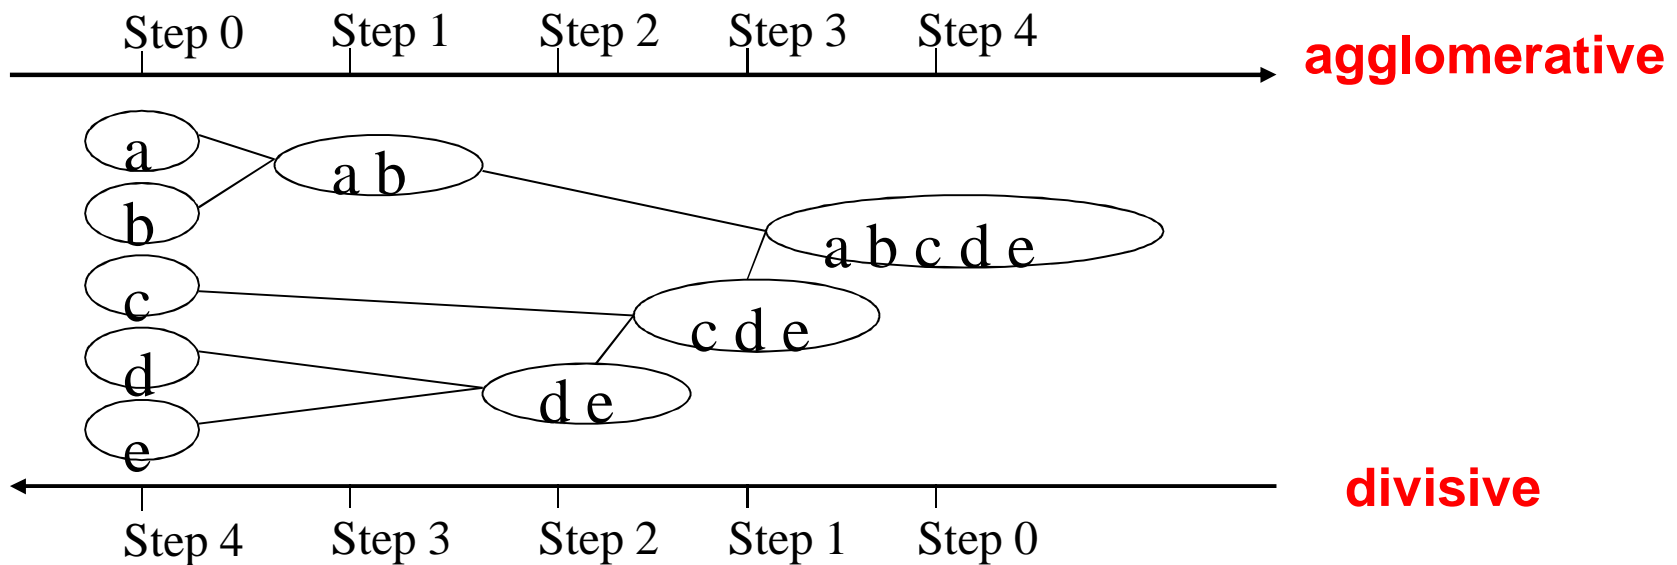 Step 0 Step 1 Step 2 Step 3 Step 4
agglomerative
a
a b
b
a b c d e
c
c d e
d
d e
e
divisive
Step 4 Step 3 Step 2 Step 1 Step 0